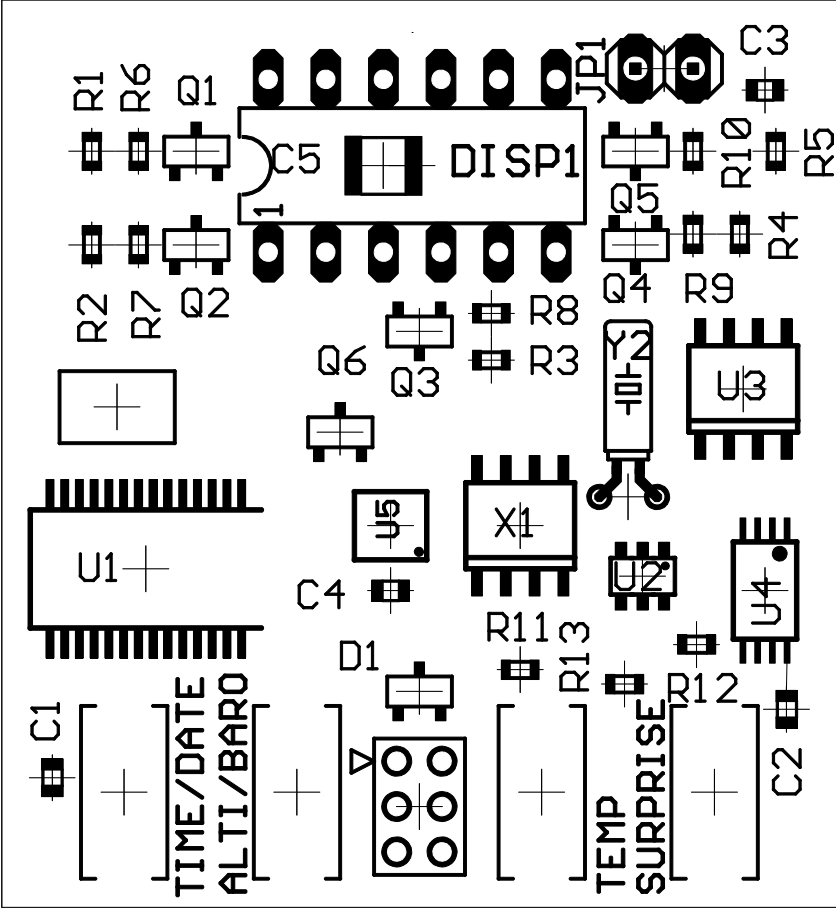 C3
R1
R6
Q1
JP1
C5
DISP1
R10
R5
1
Q5
R4
R2
R7
Q2
Q4
R9
R8
Q6
Q3
R3
Y2
U3
U5
X1
U1
C4
U2
U4
R11
R13
D1
R12
C1
TIME/DATE
ALTI/BARO
TEMP
SURPRISE
C2